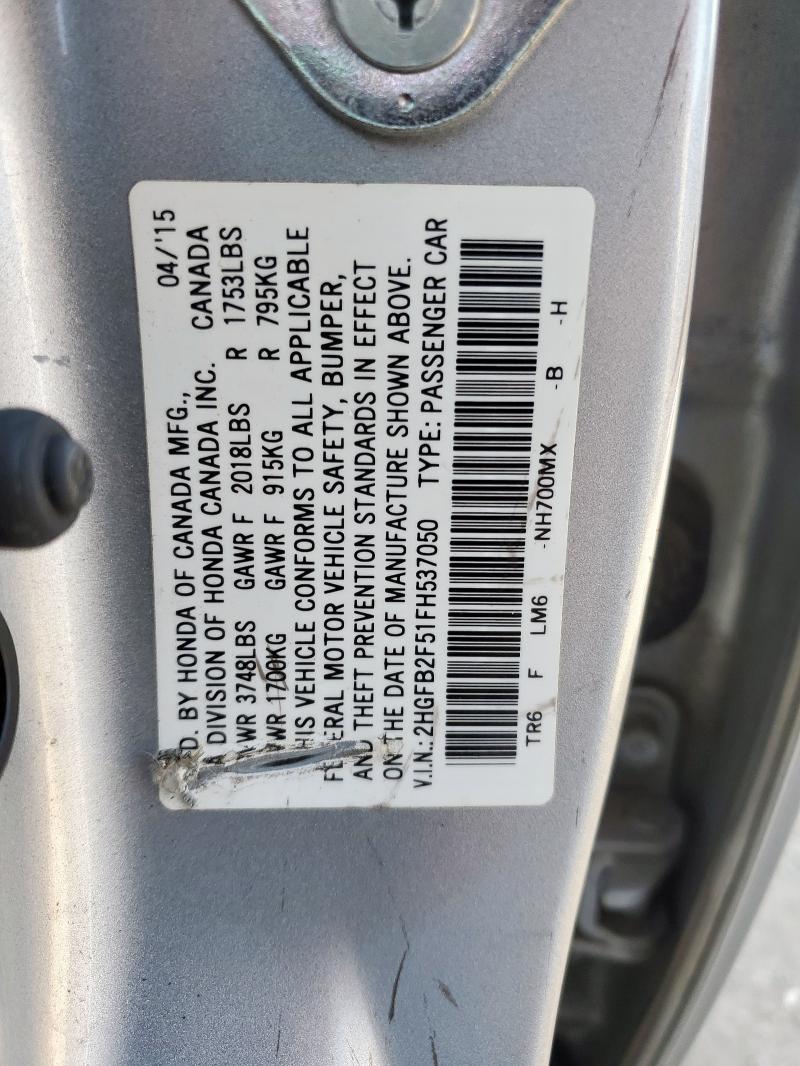 D. BY HONDA OF CANADA MFG., 04/'15
A DIVISION OF HONDA CANADA INC. CANADA
WR 3748LBS GAWR F 2018LBS R 1753LBS
WR 1700KG GAWR F 915KG R 795KG
HIS VEHICLE CONFORMS TO ALL APPLICABLE
FEDERAL MOTOR VEHICLE SAFETY, BUMPER,
AND THEFT PREVENTION STANDARDS IN EFFECT
ON THE DATE OF MANUFACTURE SHOWN ABOVE.
V.I.N.: 2HGFB2F51FH537050 TYPE: PASSENGER CAR
TR6 F LM6 -NH700MX -B -H